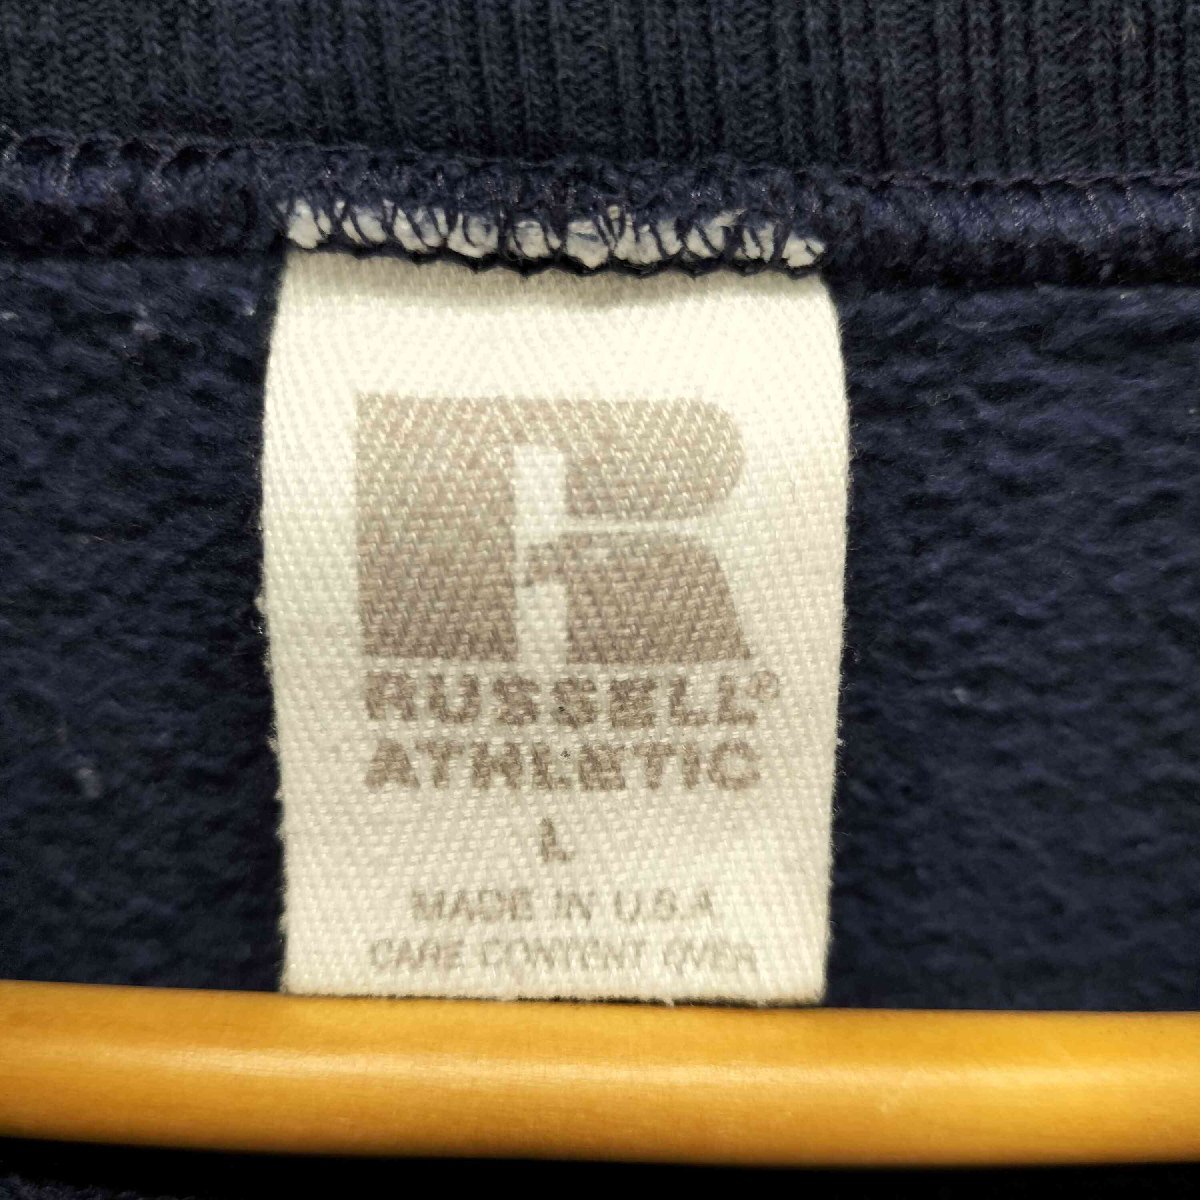 R
RUSSELL®
ATHLETIC
L
MADE IN U.S.A
CARE CONTENT OVER